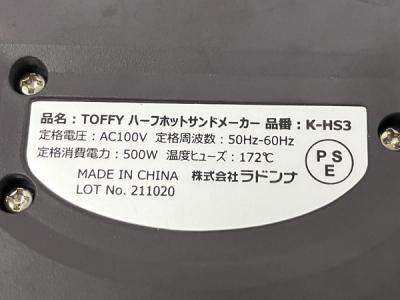 品名：TOFFY ハーフホットサンドメーカー 品番：K-HS3
定格電圧：AC100V 定格周波数：50Hz-60Hz
定格消費電力：500W 温度ヒューズ：172℃
MADE IN CHINA 株式会社ラドンナ
LOT No. 211020
P S
E